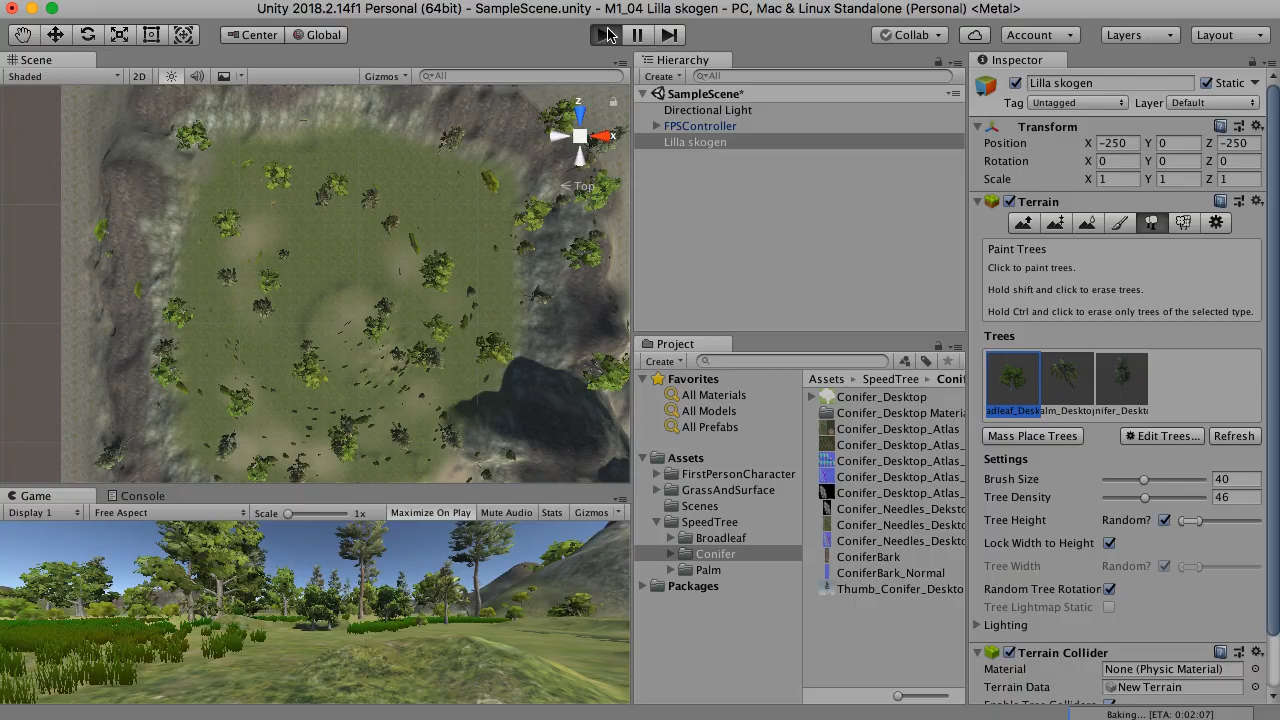 Unity 2018.2.14f1 Personal (64bit) - SampleScene.unity - M1_04 Lilla skogen - PC, Mac & Linux Standalone (Personal) <Metal>
Center Global Collab Account Layers Layout
Scene
Shaded 2D Gizmos All
z
x
Top
Hierarchy
Create All
SampleScene*
Directional Light
FPSController
Lilla skogen
Project
Create
Favorites
All Materials
All Models
All Prefabs
Assets
FirstPersonCharacter
GrassAndSurface
Scenes
SpeedTree
Broadleaf
Conifer
Palm
Packages
Assets SpeedTree Conif
Conifer_Desktop
Conifer_Desktop Materia
Conifer_Desktop_Atlas
Conifer_Desktop_Atlas_
Conifer_Desktop_Atlas_
Conifer_Desktop_Atlas_
Conifer_Desktop_Atlas_
Conifer_Needles_Dekstо
Conifer_Needles_Deskto
Conifer_Needles_Deskto
ConiferBark
ConiferBark_Normal
Thumb_Conifer_Deskto
Inspector
Lilla skogen Static
Tag Untagged Layer Default
Transform
Position X -250 Y 0 Z -250
Rotation X 0 Y 0 Z 0
Scale X 1 Y 1 Z 1
Terrain
Paint Trees
Click to paint trees.
Hold shift and click to erase trees.
Hold Ctrl and click to erase only trees of the selected type.
Trees
adleaf_Desk alm_Desktop nifer_Deskto
Mass Place Trees Edit Trees... Refresh
Settings
Brush Size 40
Tree Density 46
Tree Height Random?
Lock Width to Height
Tree Width Random?
Random Tree Rotation
Tree Lightmap Static
Lighting
Terrain Collider
Material None (Physic Material)
Terrain Data New Terrain
Game Console
Display 1 Free Aspect Scale 1x Maximize On Play Mute Audio Stats Gizmos
Baking... [ETA: 0:02:07]